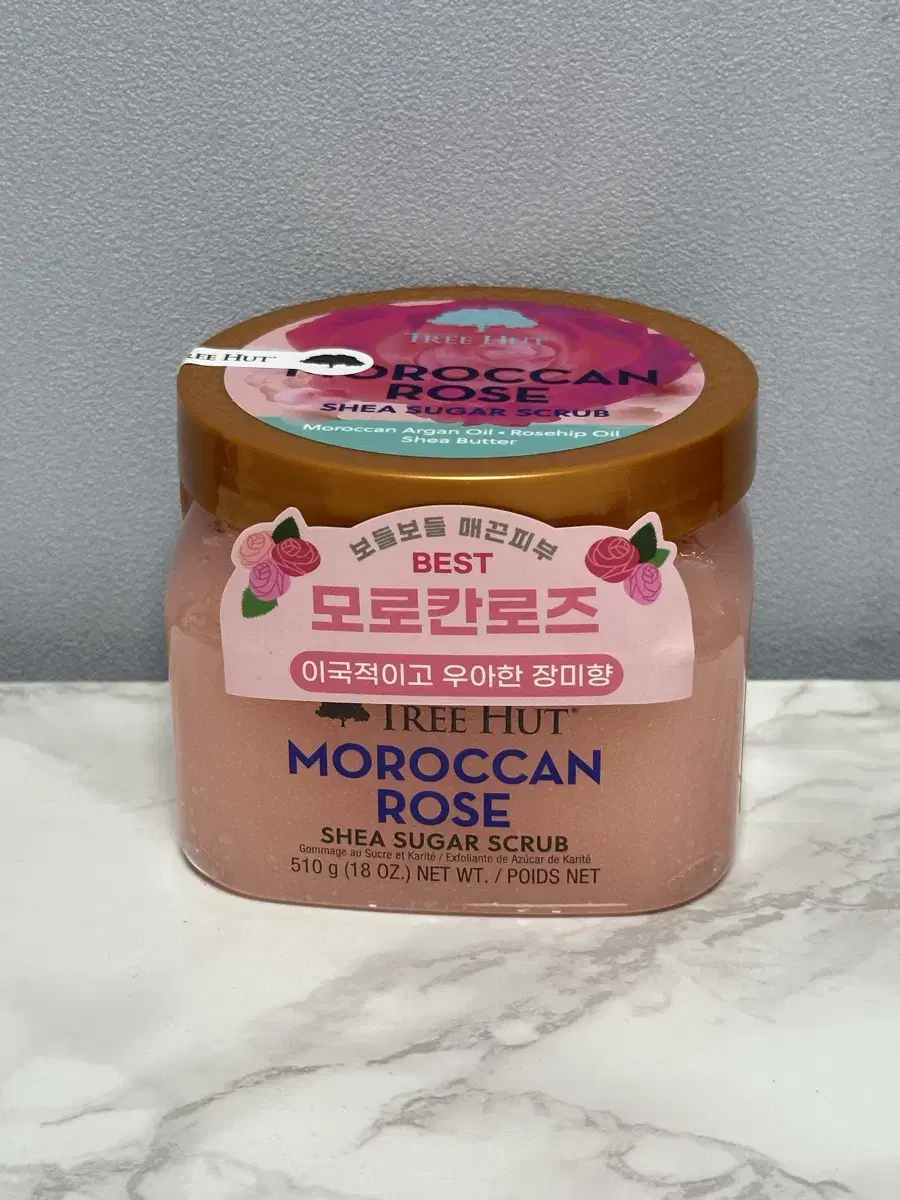 TREE HUT
REE HUT™
MOROCCAN
ROSE
SHEA SUGAR SCRUB
Moroccan Argan Oil • Rosehip Oil
Shea Butter
보들보들 매끈피부
BEST
모로칸로즈
이국적이고 우아한 장미향
TREE HUT®
MOROCCAN
ROSE
SHEA SUGAR SCRUB
Gommage au Sucre et Karité / Exfoliante de Azúcar de Karité
510 g (18 OZ.) NET WT. / POIDS NET